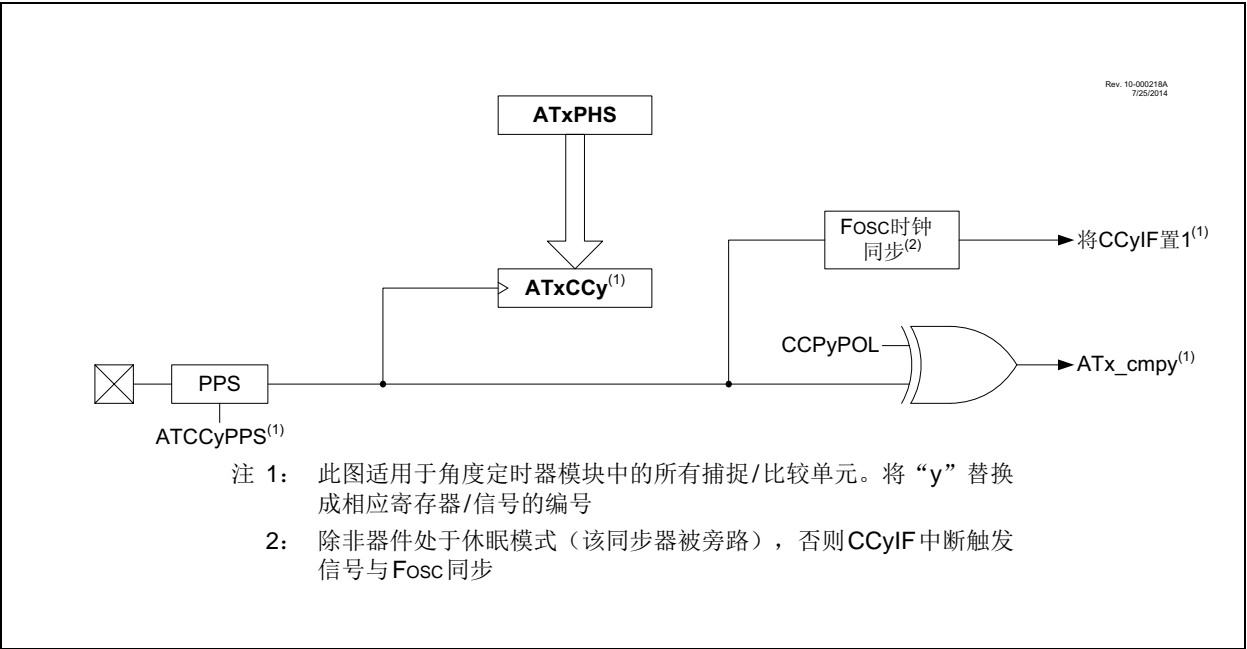 Rev. 10-000218A
7/25/2014
ATxPHS
FOSC时钟
同步(2)
将CCyIF置1(1)
ATxCCy(1)
CCPyPOL
ATx_cmpy(1)
PPS
ATCCyPPS(1)
注 1： 此图适用于角度定时器模块中的所有捕捉/比较单元。将“y”替换
成相应寄存器/信号的编号
2： 除非器件处于休眠模式（该同步器被旁路），否则CCyIF中断触发
信号与FOSC同步